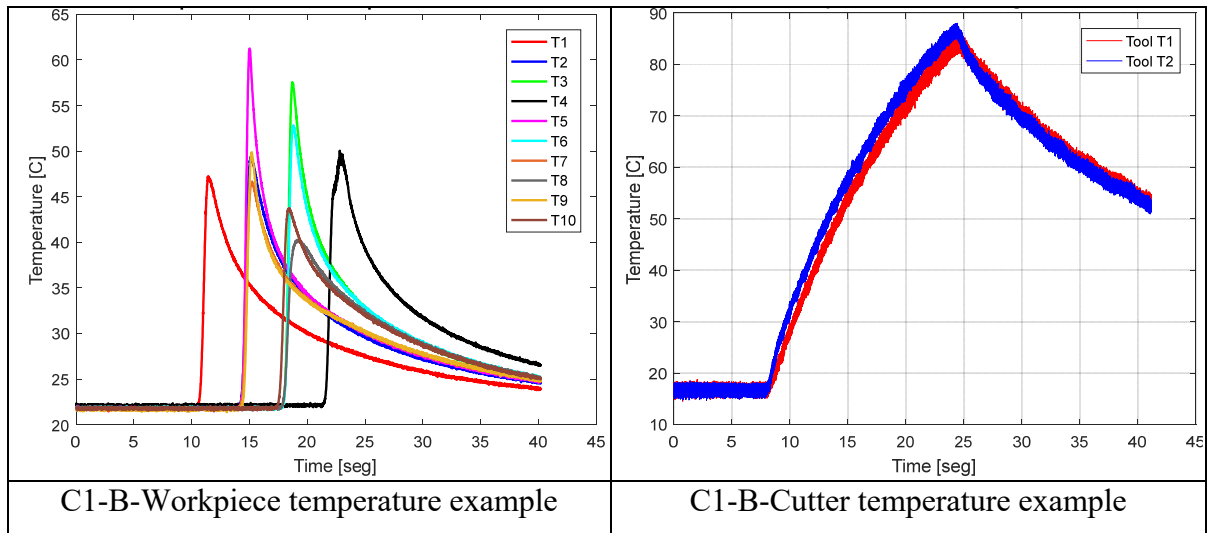 65
60
55
50
45
40
35
30
25
20
Temperature [C]
0 5 10 15 20 25 30 35 40 45
Time [seg]
T1
T2
T3
T4
T5
T6
T7
T8
T9
T10
90
80
70
60
50
40
30
20
10
Temperature [C]
0 5 10 15 20 25 30 35 40 45
Time [seg]
Tool T1
Tool T2
C1-B-Workpiece temperature example
C1-B-Cutter temperature example